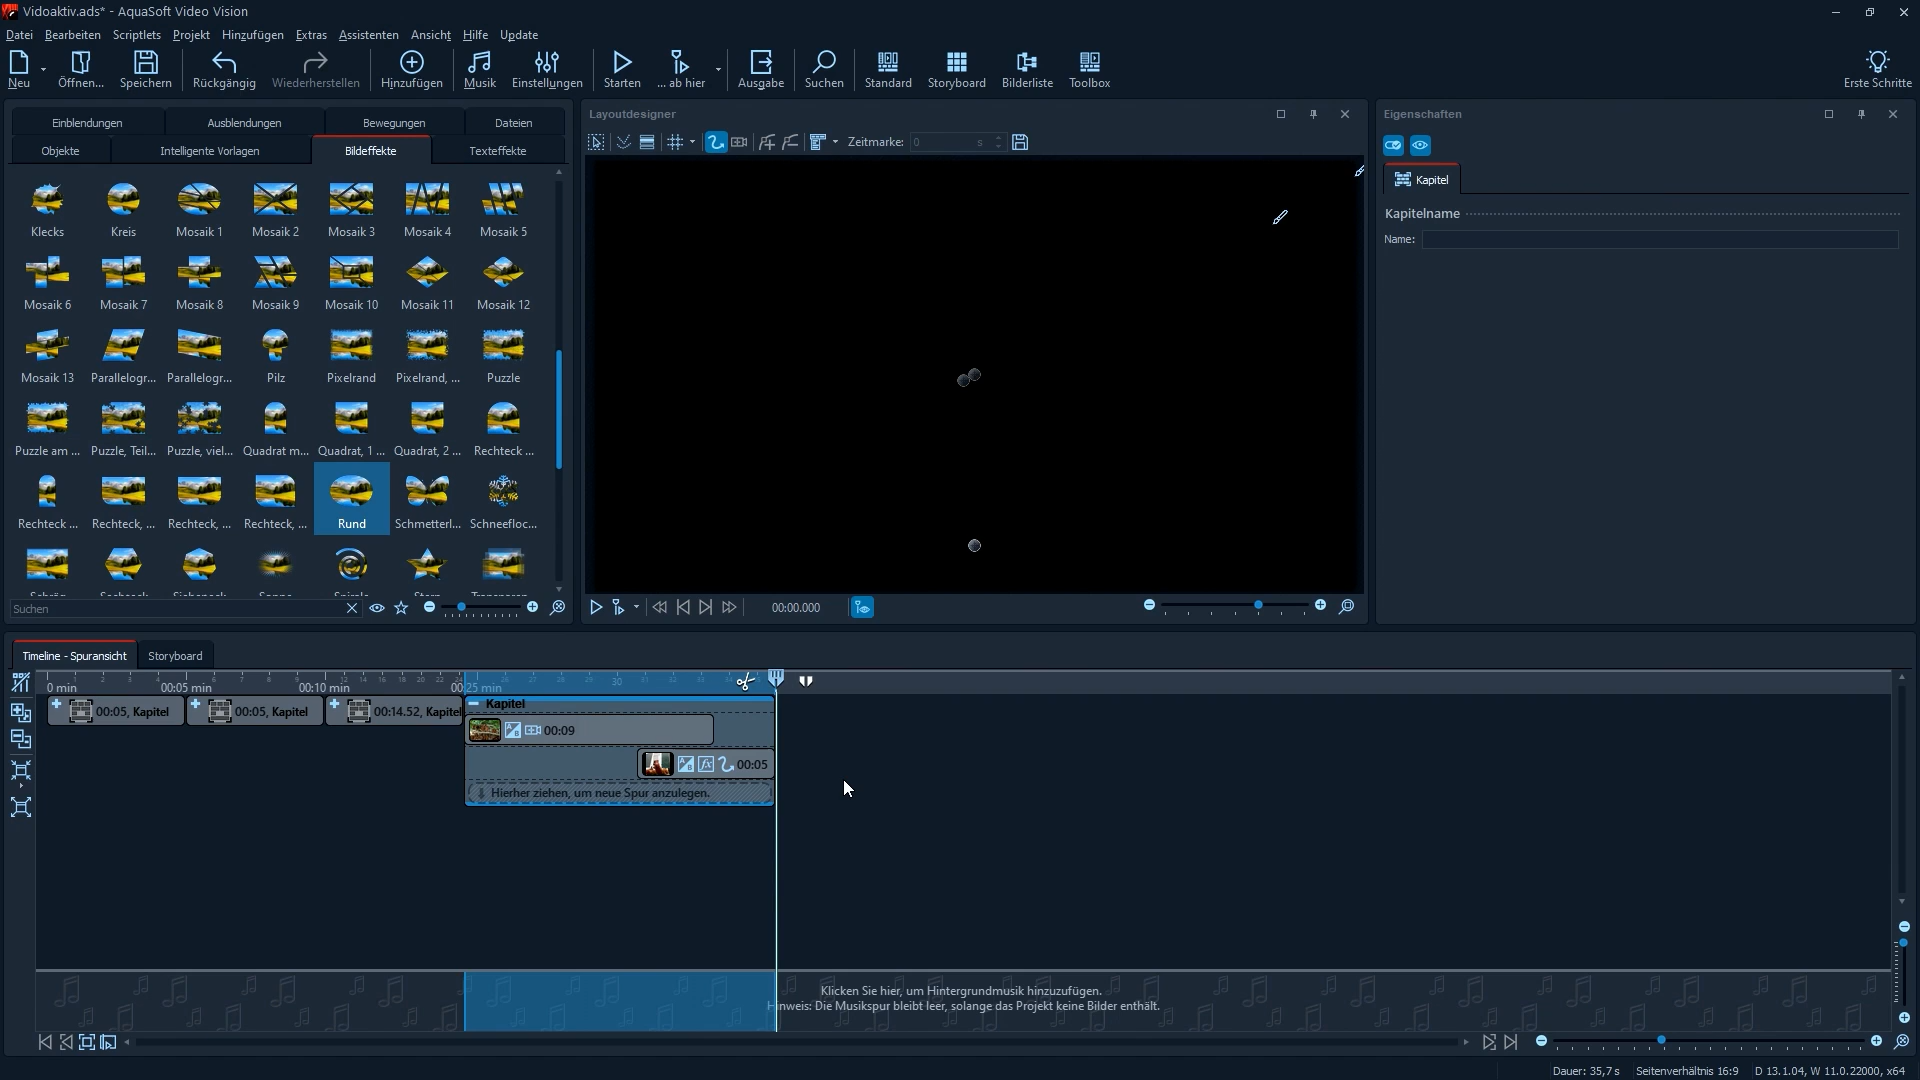 Vidoaktiv.ads* - AquaSoft Video Vision
Datei Bearbeiten Scriptlets Projekt Hinzufügen Extras Assistenten Ansicht Hilfe Update
Neu Öffnen... Speichern Rückgängig Wiederherstellen Hinzufügen Musik Einstellungen Starten ... ab hier Ausgabe Suchen Standard Storyboard Bilderliste Toolbox Erste Schritte
Einblendungen Ausblendungen Bewegungen Dateien
Objekte Intelligente Vorlagen Bildeffekte Texteffekte
Klecks Kreis Mosaik 1 Mosaik 2 Mosaik 3 Mosaik 4 Mosaik 5
Mosaik 6 Mosaik 7 Mosaik 8 Mosaik 9 Mosaik 10 Mosaik 11 Mosaik 12
Mosaik 13 Parallelogr... Parallelogr... Pilz Pixelrand Pixelrand, ... Puzzle
Puzzle am ... Puzzle, Teil... Puzzle, viel... Quadrat m... Quadrat, 1 ... Quadrat, 2 ... Rechteck ...
Rechteck ... Rechteck, ... Rechteck, ... Rechteck, ... Rund Schmetterl... Schneefloc...
Suchen
Layoutdesigner
Zeitmarke: 0 s
00:00.000
Eigenschaften
Kapitel
Kapitelname
Name:
Timeline - Spuransicht Storyboard
0 min 00:05 min 00:10 min 00:25 min 30
00:05, Kapitel 00:05, Kapitel 00:14.52, Kapitel
Kapitel
00:09
00:05
Hierher ziehen, um neue Spur anzulegen.
Klicken Sie hier, um Hintergrundmusik hinzuzufügen.
Hinweis: Die Musikspur bleibt leer, solange das Projekt keine Bilder enthält.
Dauer: 35,7 s Seitenverhältnis 16:9 D 13.1.04, W 11.0.22000, x64